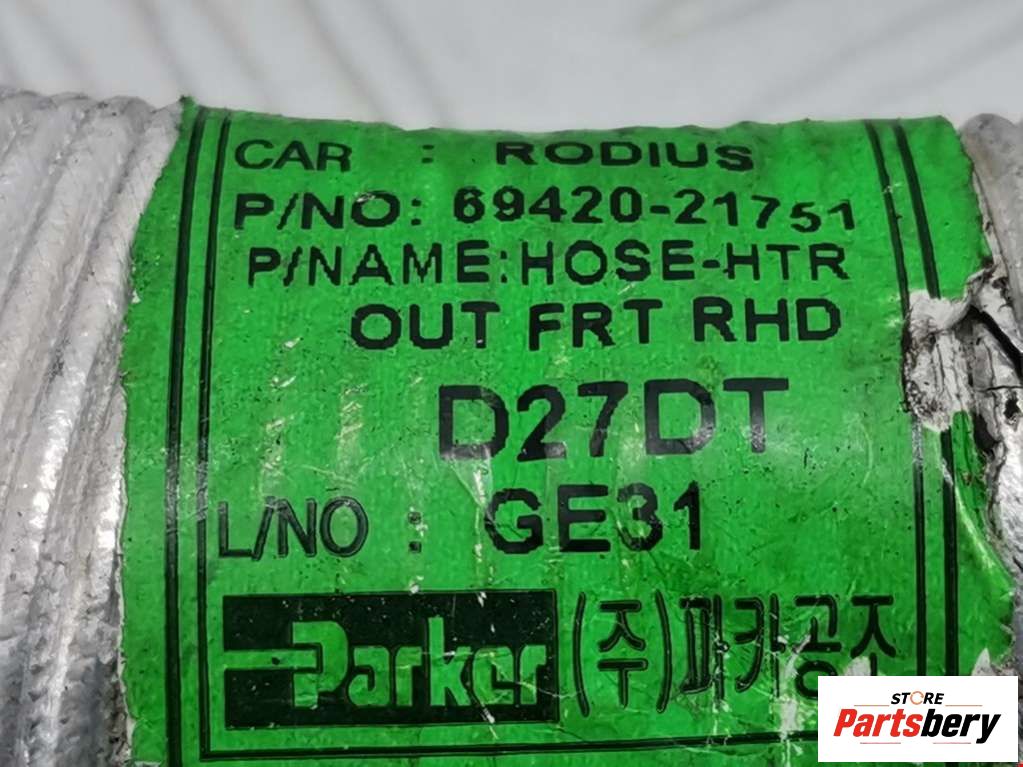 CAR : RODIUS
P/NO: 69420-21751
P/NAME:HOSE-HTR
OUT FRT RHD
D27DT
L/NO : GE31
Parker (주)파카공조
STORE
Partsbery